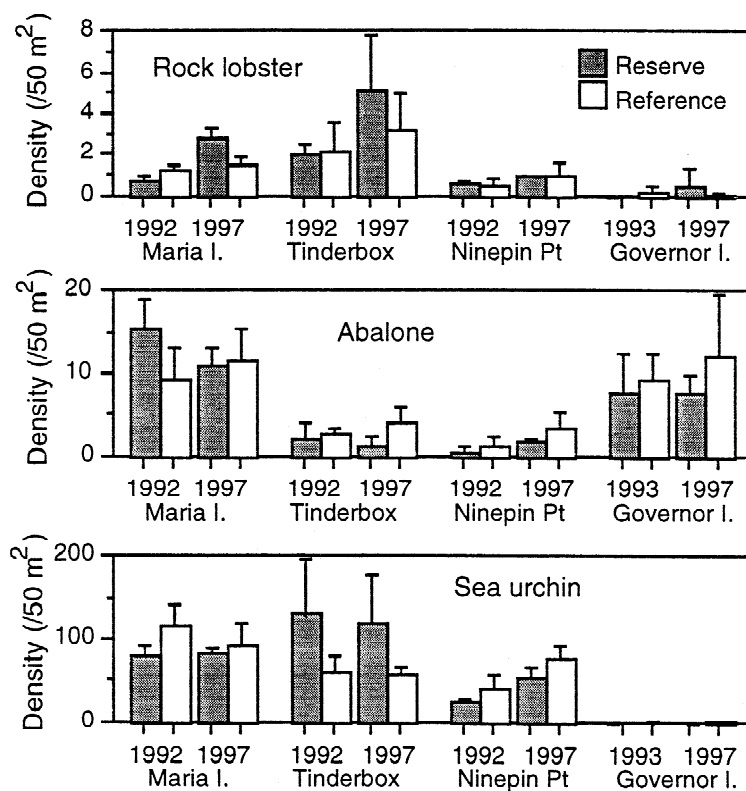 8
6
4
2
0
Density (/50 m²)
Rock lobster
Reserve
Reference
1992 1997 1992 1997 1992 1997 1993 1997
Maria I. Tinderbox Ninepin Pt Governor I.
20
10
0
Density (/50 m²)
Abalone
1992 1997 1992 1997 1992 1997 1993 1997
Maria I. Tinderbox Ninepin Pt Governor I.
200
100
0
Density (/50 m²)
Sea urchin
1992 1997 1992 1997 1992 1997 1993 1997
Maria I. Tinderbox Ninepin Pt Governor I.